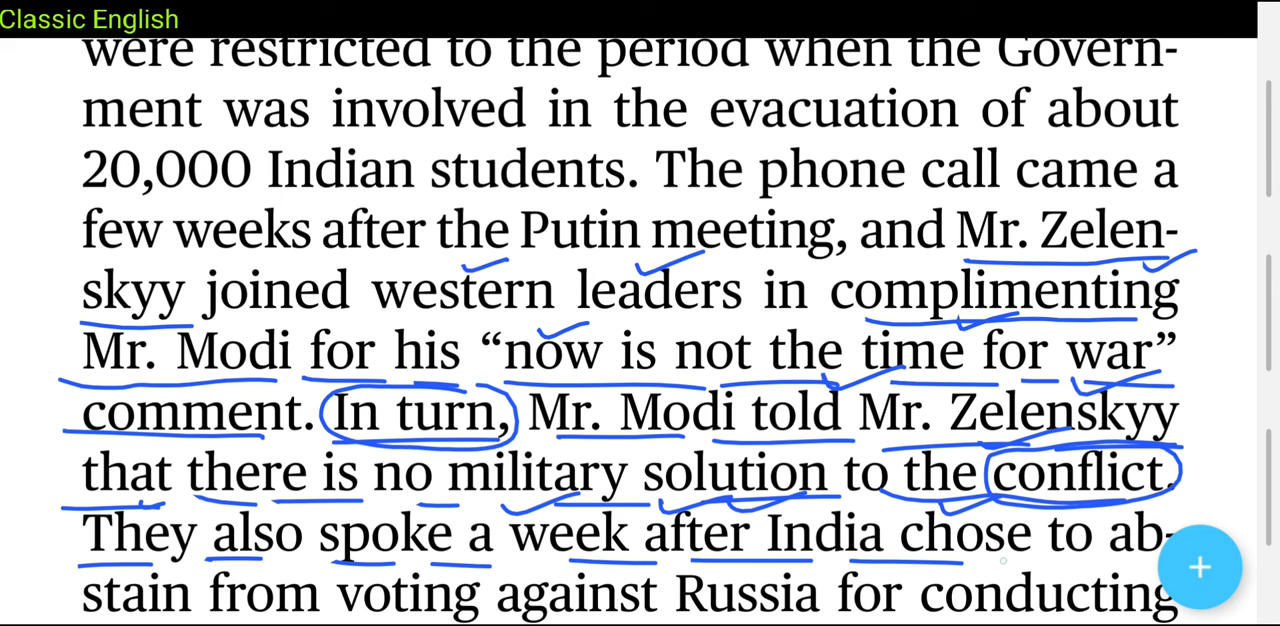 Classic English
were restricted to the period when the Govern-
ment was involved in the evacuation of about
20,000 Indian students. The phone call came a
few weeks after the Putin meeting, and Mr. Zelen-
skyy joined western leaders in complimenting
Mr. Modi for his “now is not the time for war”
comment. In turn, Mr. Modi told Mr. Zelenskyy
that there is no military solution to the conflict.
They also spoke a week after India chose to ab-
stain from voting against Russia for conducting
+